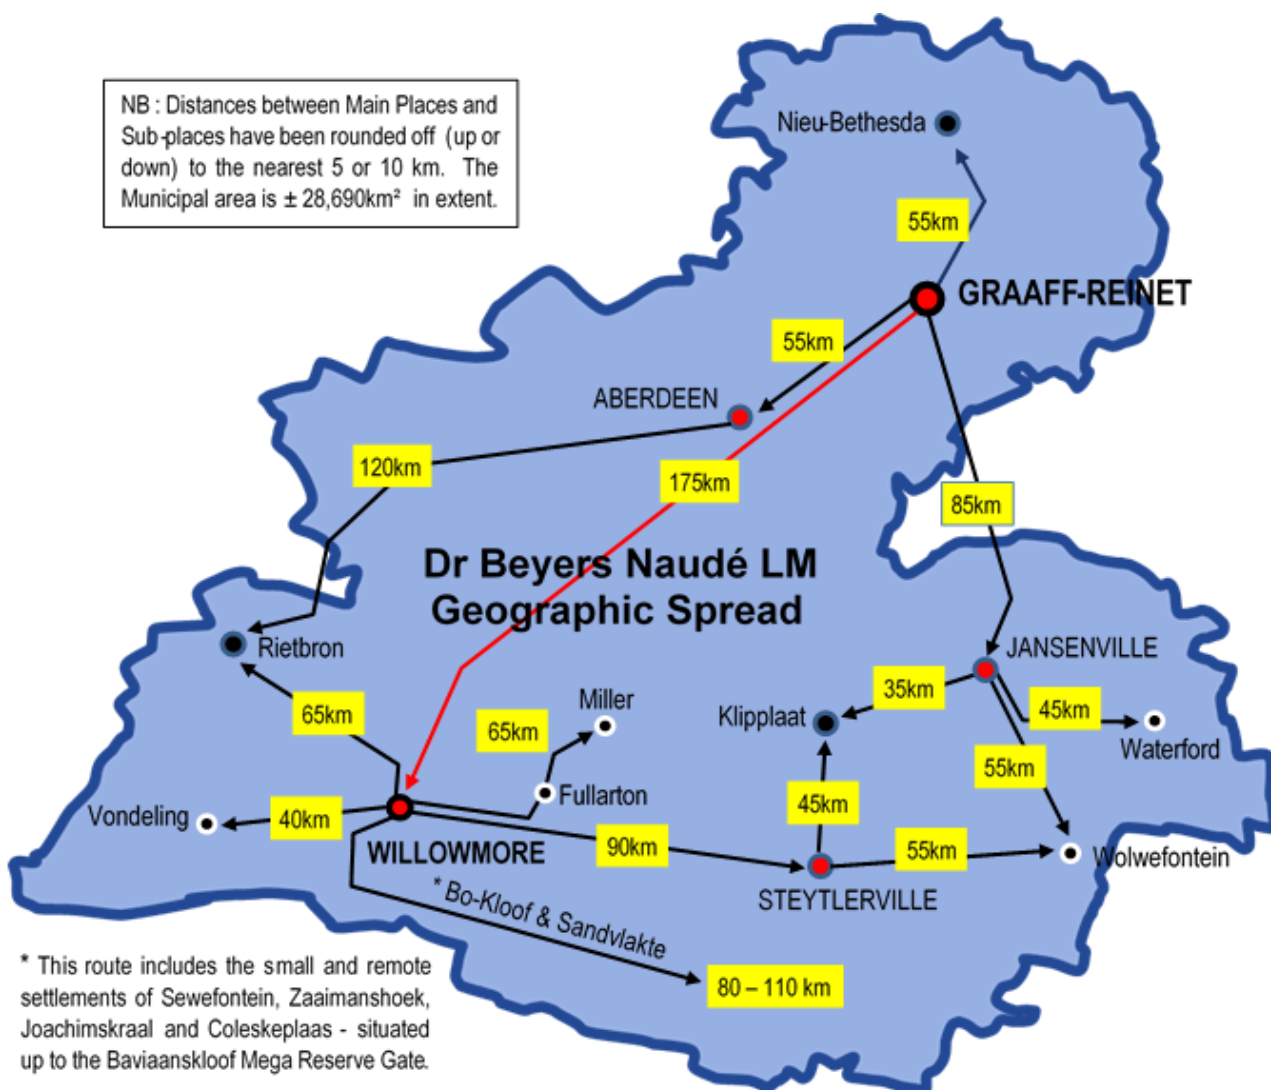 NB : Distances between Main Places and
Sub-places have been rounded off (up or
down) to the nearest 5 or 10 km. The
Municipal area is ± 28,690km² in extent.
Nieu-Bethesda
55km
GRAAFF-REINET
55km
ABERDEEN
120km
175km
85km
Dr Beyers Naudé LM
Geographic Spread
Rietbron
JANSENVILLE
35km
65km
Miller
Klipplaat
45km
65km
Waterford
55km
Fullarton
Vondeling
40km
45km
WILLOWMORE
90km
55km
Wolwefontein
STEYTLERVILLE
* Bo-Kloof & Sandvlakte
80 – 110 km
* This route includes the small and remote
settlements of Sewefontein, Zaaimanshoek,
Joachimskraal and Coleskeplaas - situated
up to the Baviaanskloof Mega Reserve Gate.